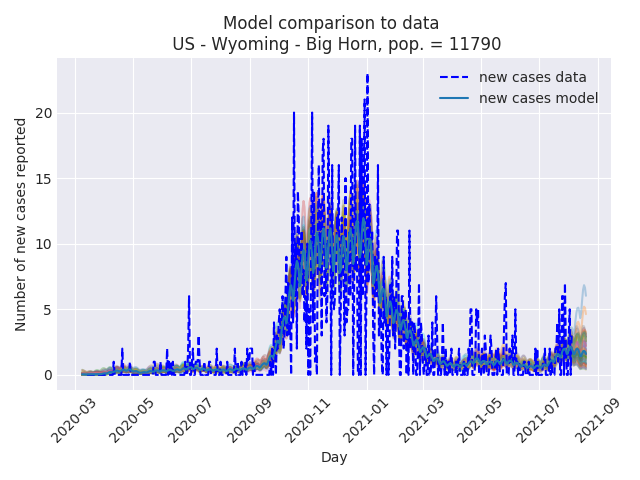 Model comparison to data
US - Wyoming - Big Horn, pop. = 11790
new cases data
new cases model
Number of new cases reported
20
15
10
5
0
2020-03
2020-05
2020-07
2020-09
2020-11
2021-01
2021-03
2021-05
2021-07
2021-09
Day